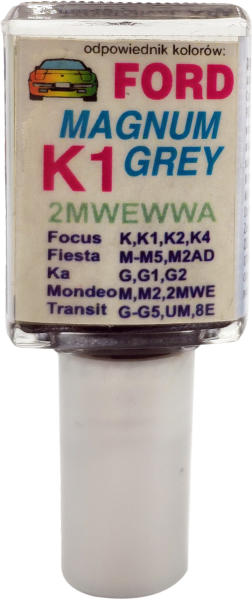 odpowiednik kolorów:
FORD
MAGNUM
K1 GREY
2MWEWWA
Focus K,K1,K2,K4
Fiesta M-M5,M2AD
Ka G,G1,G2
Mondeo M,M2,2MWE
Transit G-G5,UM,8E